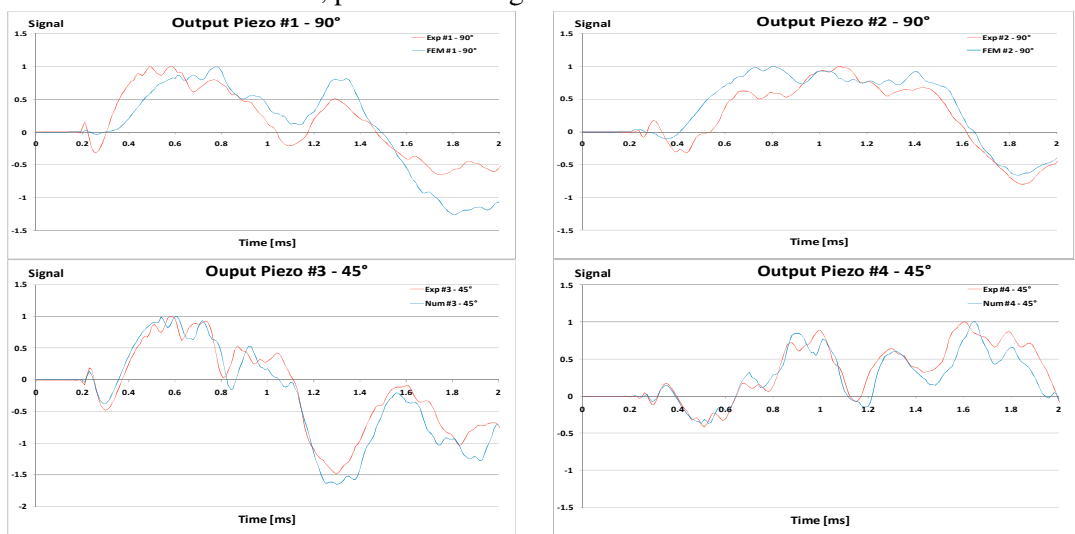 , p
g
Signal
Output Piezo #1 - 90°
Exp #1 - 90°
FEM #1 - 90°
1.5
1
0.5
0
-0.5
-1
-1.5
0 0.2 0.4 0.6 0.8 1 1.2 1.4 1.6 1.8 2
Time [ms]
Signal
Output Piezo #2 - 90°
Exp #2 - 90°
FEM #2 - 90°
1.5
1
0.5
0
-0.5
-1
-1.5
0 0.2 0.4 0.6 0.8 1 1.2 1.4 1.6 1.8 2
Time [ms]
Signal
Ouput Piezo #3 - 45°
Exp #3 - 45°
Num #3 - 45°
1.5
1
0.5
0
-0.5
-1
-1.5
-2
0 0.2 0.4 0.6 0.8 1 1.2 1.4 1.6 1.8 2
Time [ms]
Signal
Output Piezo #4 - 45°
Exp #4 - 45°
Num #4 - 45°
1.5
1
0.5
0
-0.5
-1
-1.5
0 0.2 0.4 0.6 0.8 1 1.2 1.4 1.6 1.8 2
Time [ms]